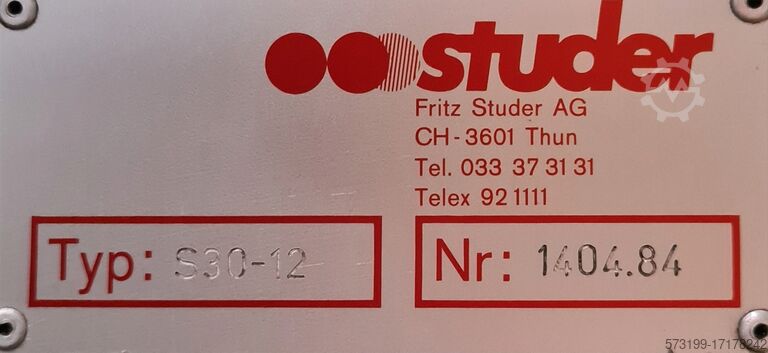 studer
Fritz Studer AG
CH-3601 Thun
Tel. 033 37 31 31
Telex 92 1111
Typ: S30-12
Nr: 1404.84
573199-17178242